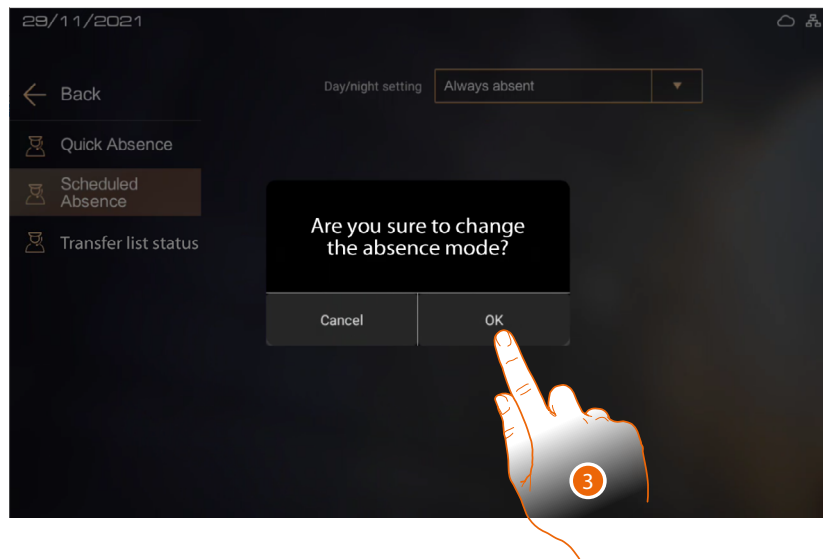 29/11/2021
Back
Day/night setting
Always absent
Quick Absence
Scheduled
Absence
Transfer list status
Are you sure to change
the absence mode?
Cancel
OK
3